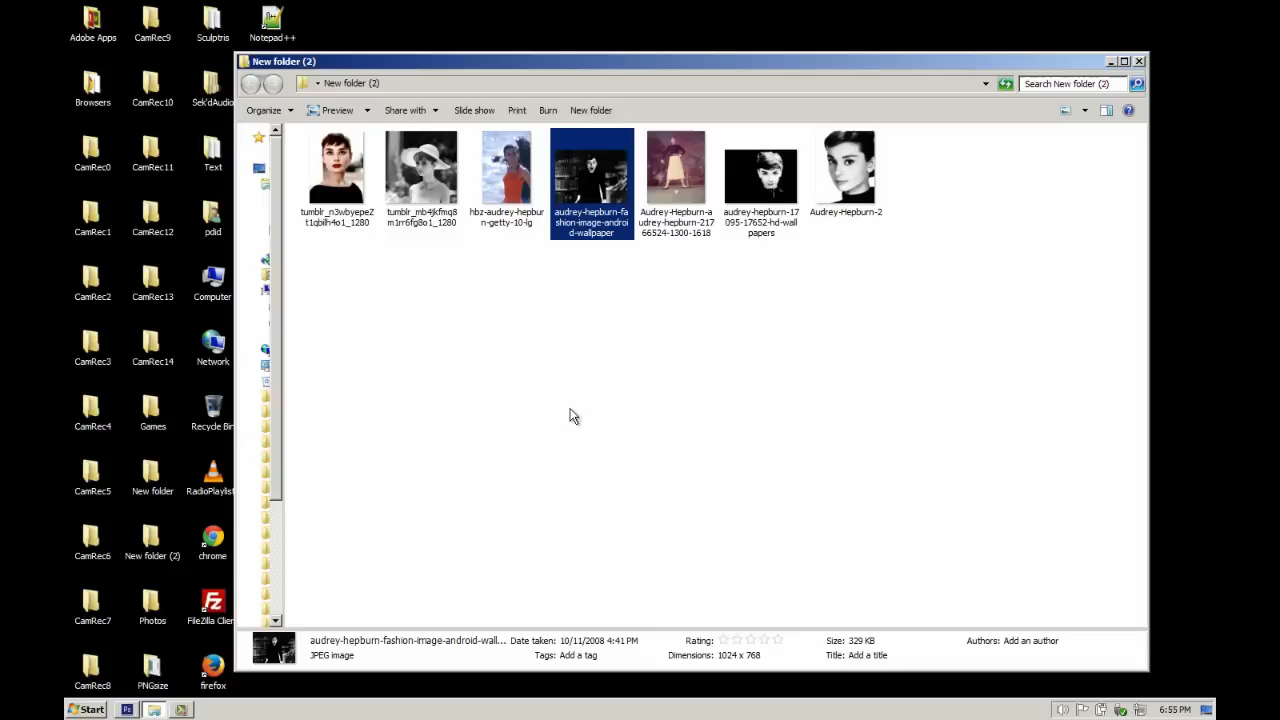 Adobe Apps
CamRec9
Sculptris
Notepad++
New folder (2)
New folder (2)
Search New folder (2)
Browsers
CamRec10
Sek'dAudio
Organize
Preview
Share with
Slide show
Print
Burn
New folder
CamRec0
CamRec11
Text
tumblr_n3wbyepeZ
t1qbilh4o1_1280
tumblr_mb4jkfmq8
m1rr6fg8o1_1280
hbz-audrey-hepbur
n-getty-10-lg
audrey-hepburn-fa
shion-image-androi
d-wallpaper
Audrey-Hepburn-a
udrey-hepburn-217
66524-1300-1618
audrey-hepburn-17
095-17652-hd-wall
papers
Audrey-Hepburn-2
CamRec1
CamRec12
pdid
CamRec2
CamRec13
Computer
CamRec3
CamRec14
Network
CamRec4
Games
Recycle Bin
CamRec5
New folder
RadioPlaylist
CamRec6
New folder (2)
chrome
CamRec7
Photos
FileZilla Clien
audrey-hepburn-fashion-image-android-wall...
Date taken: 10/11/2008 4:41 PM
Rating:
Size: 329 KB
Authors: Add an author
JPEG image
Tags: Add a tag
Dimensions: 1024 x 768
Title: Add a title
CamRec8
PNGsize
firefox
Start
Ps
6:55 PM